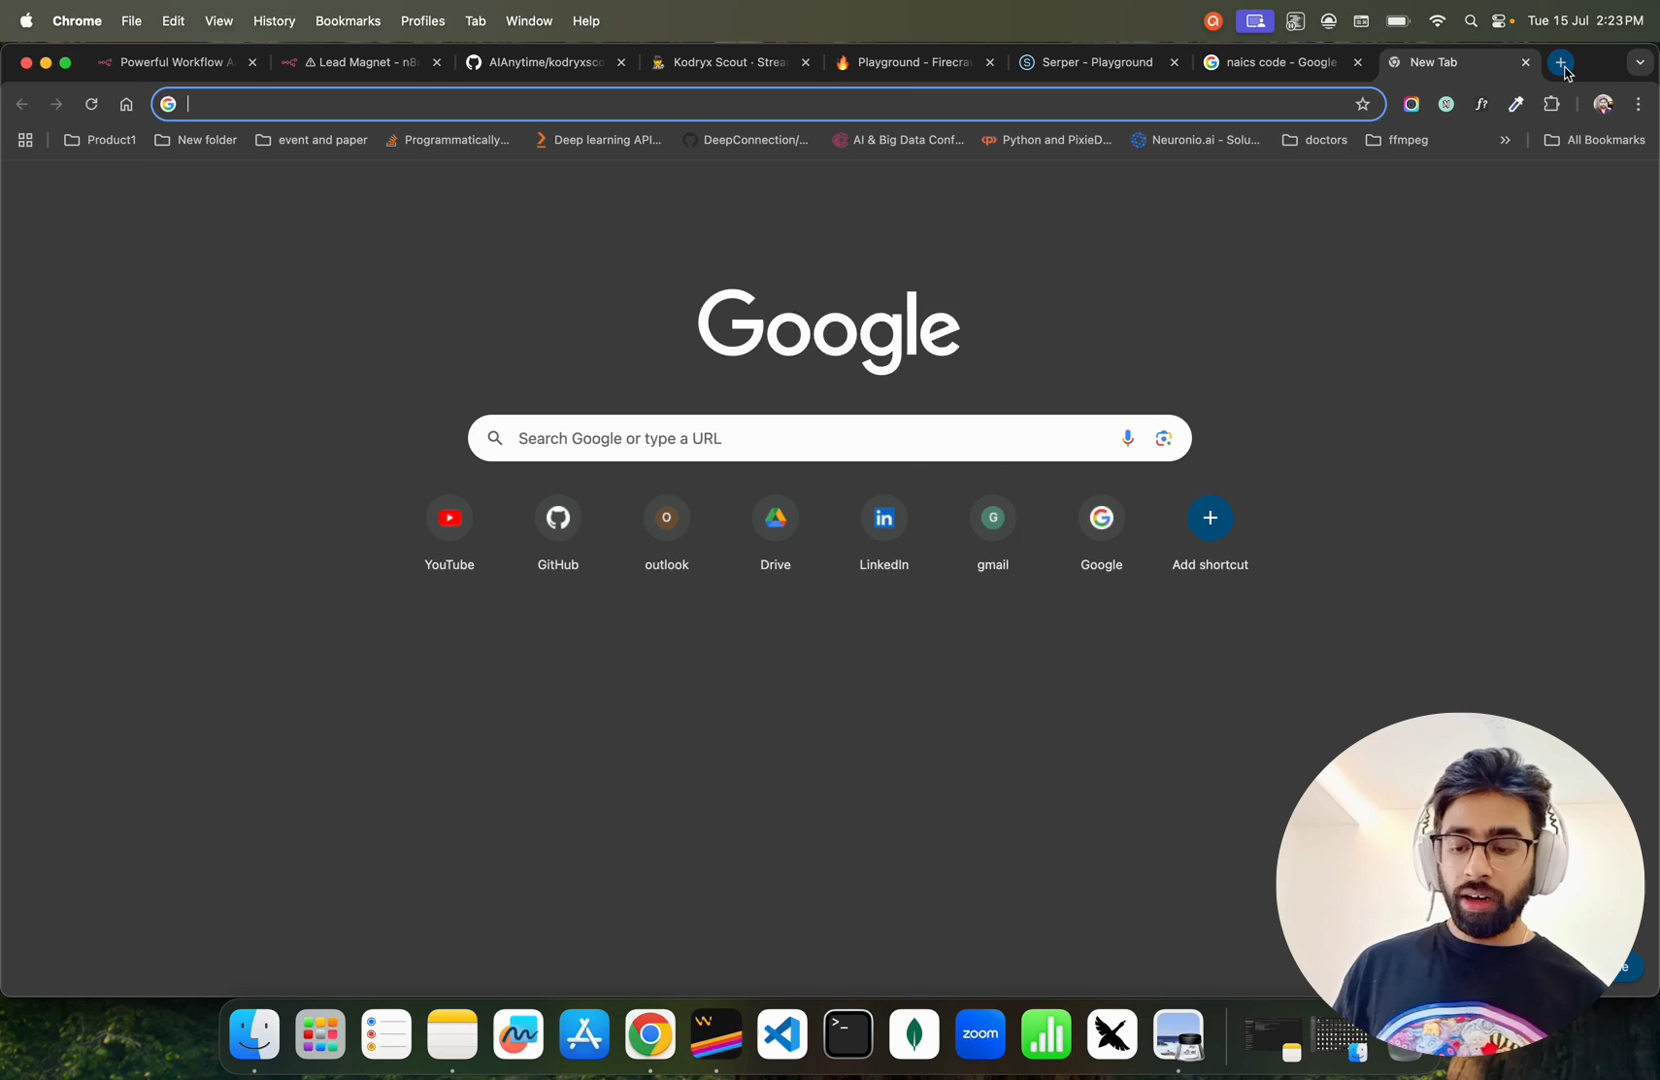 Chrome File Edit View History Bookmarks Profiles Tab Window Help Tue 15 Jul 2:23 PM
Powerful Workflow A Lead Magnet - n8 AIAnytime/kodryxsco Kodryx Scout · Strea Playground - Firecraw Serper - Playground naics code - Google New Tab
Product1 New folder event and paper Programmatically... Deep learning API... DeepConnection/... AI & Big Data Conf... Python and PixieD... Neuronio.ai - Solu... doctors ffmpeg » All Bookmarks
Google
Search Google or type a URL
YouTube GitHub outlook Drive LinkedIn gmail Google Add shortcut
zoom